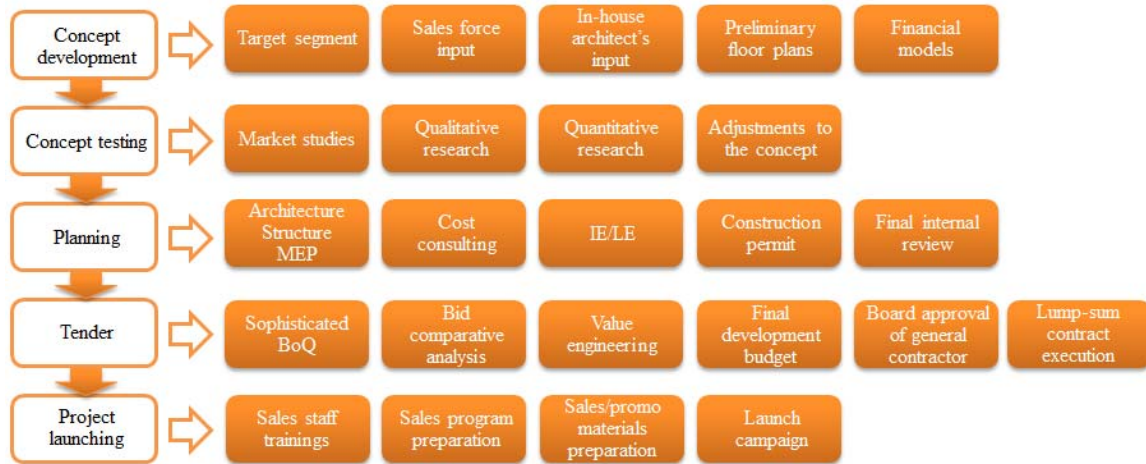 Concept
development
Target segment
Sales force
input
In-house
architect's
input
Preliminary
floor plans
Financial
models
Concept testing
Market studies
Qualitative
research
Quantitative
research
Adjustments to
the concept
Planning
Architecture
Structure
MEP
Cost
consulting
IE/LE
Construction
permit
Final internal
review
Tender
Sophisticated
BoQ
Bid
comparative
analysis
Value
engineering
Final
development
budget
Board approval
of general
contractor
Lump-sum
contract
execution
Project
launching
Sales staff
trainings
Sales program
preparation
Sales/promo
materials
preparation
Launch
campaign